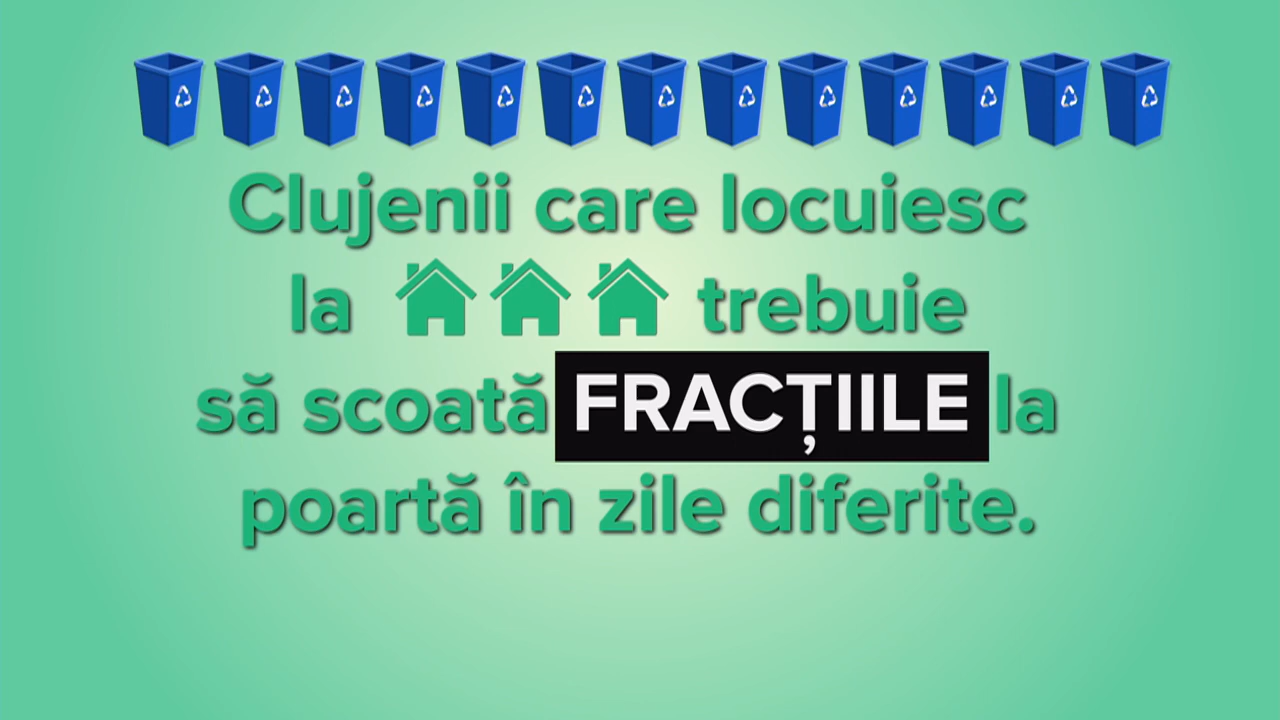 Clujenii care locuiesc
la trebuie
să scoată FRACȚIILE la
poartă în zile diferite.